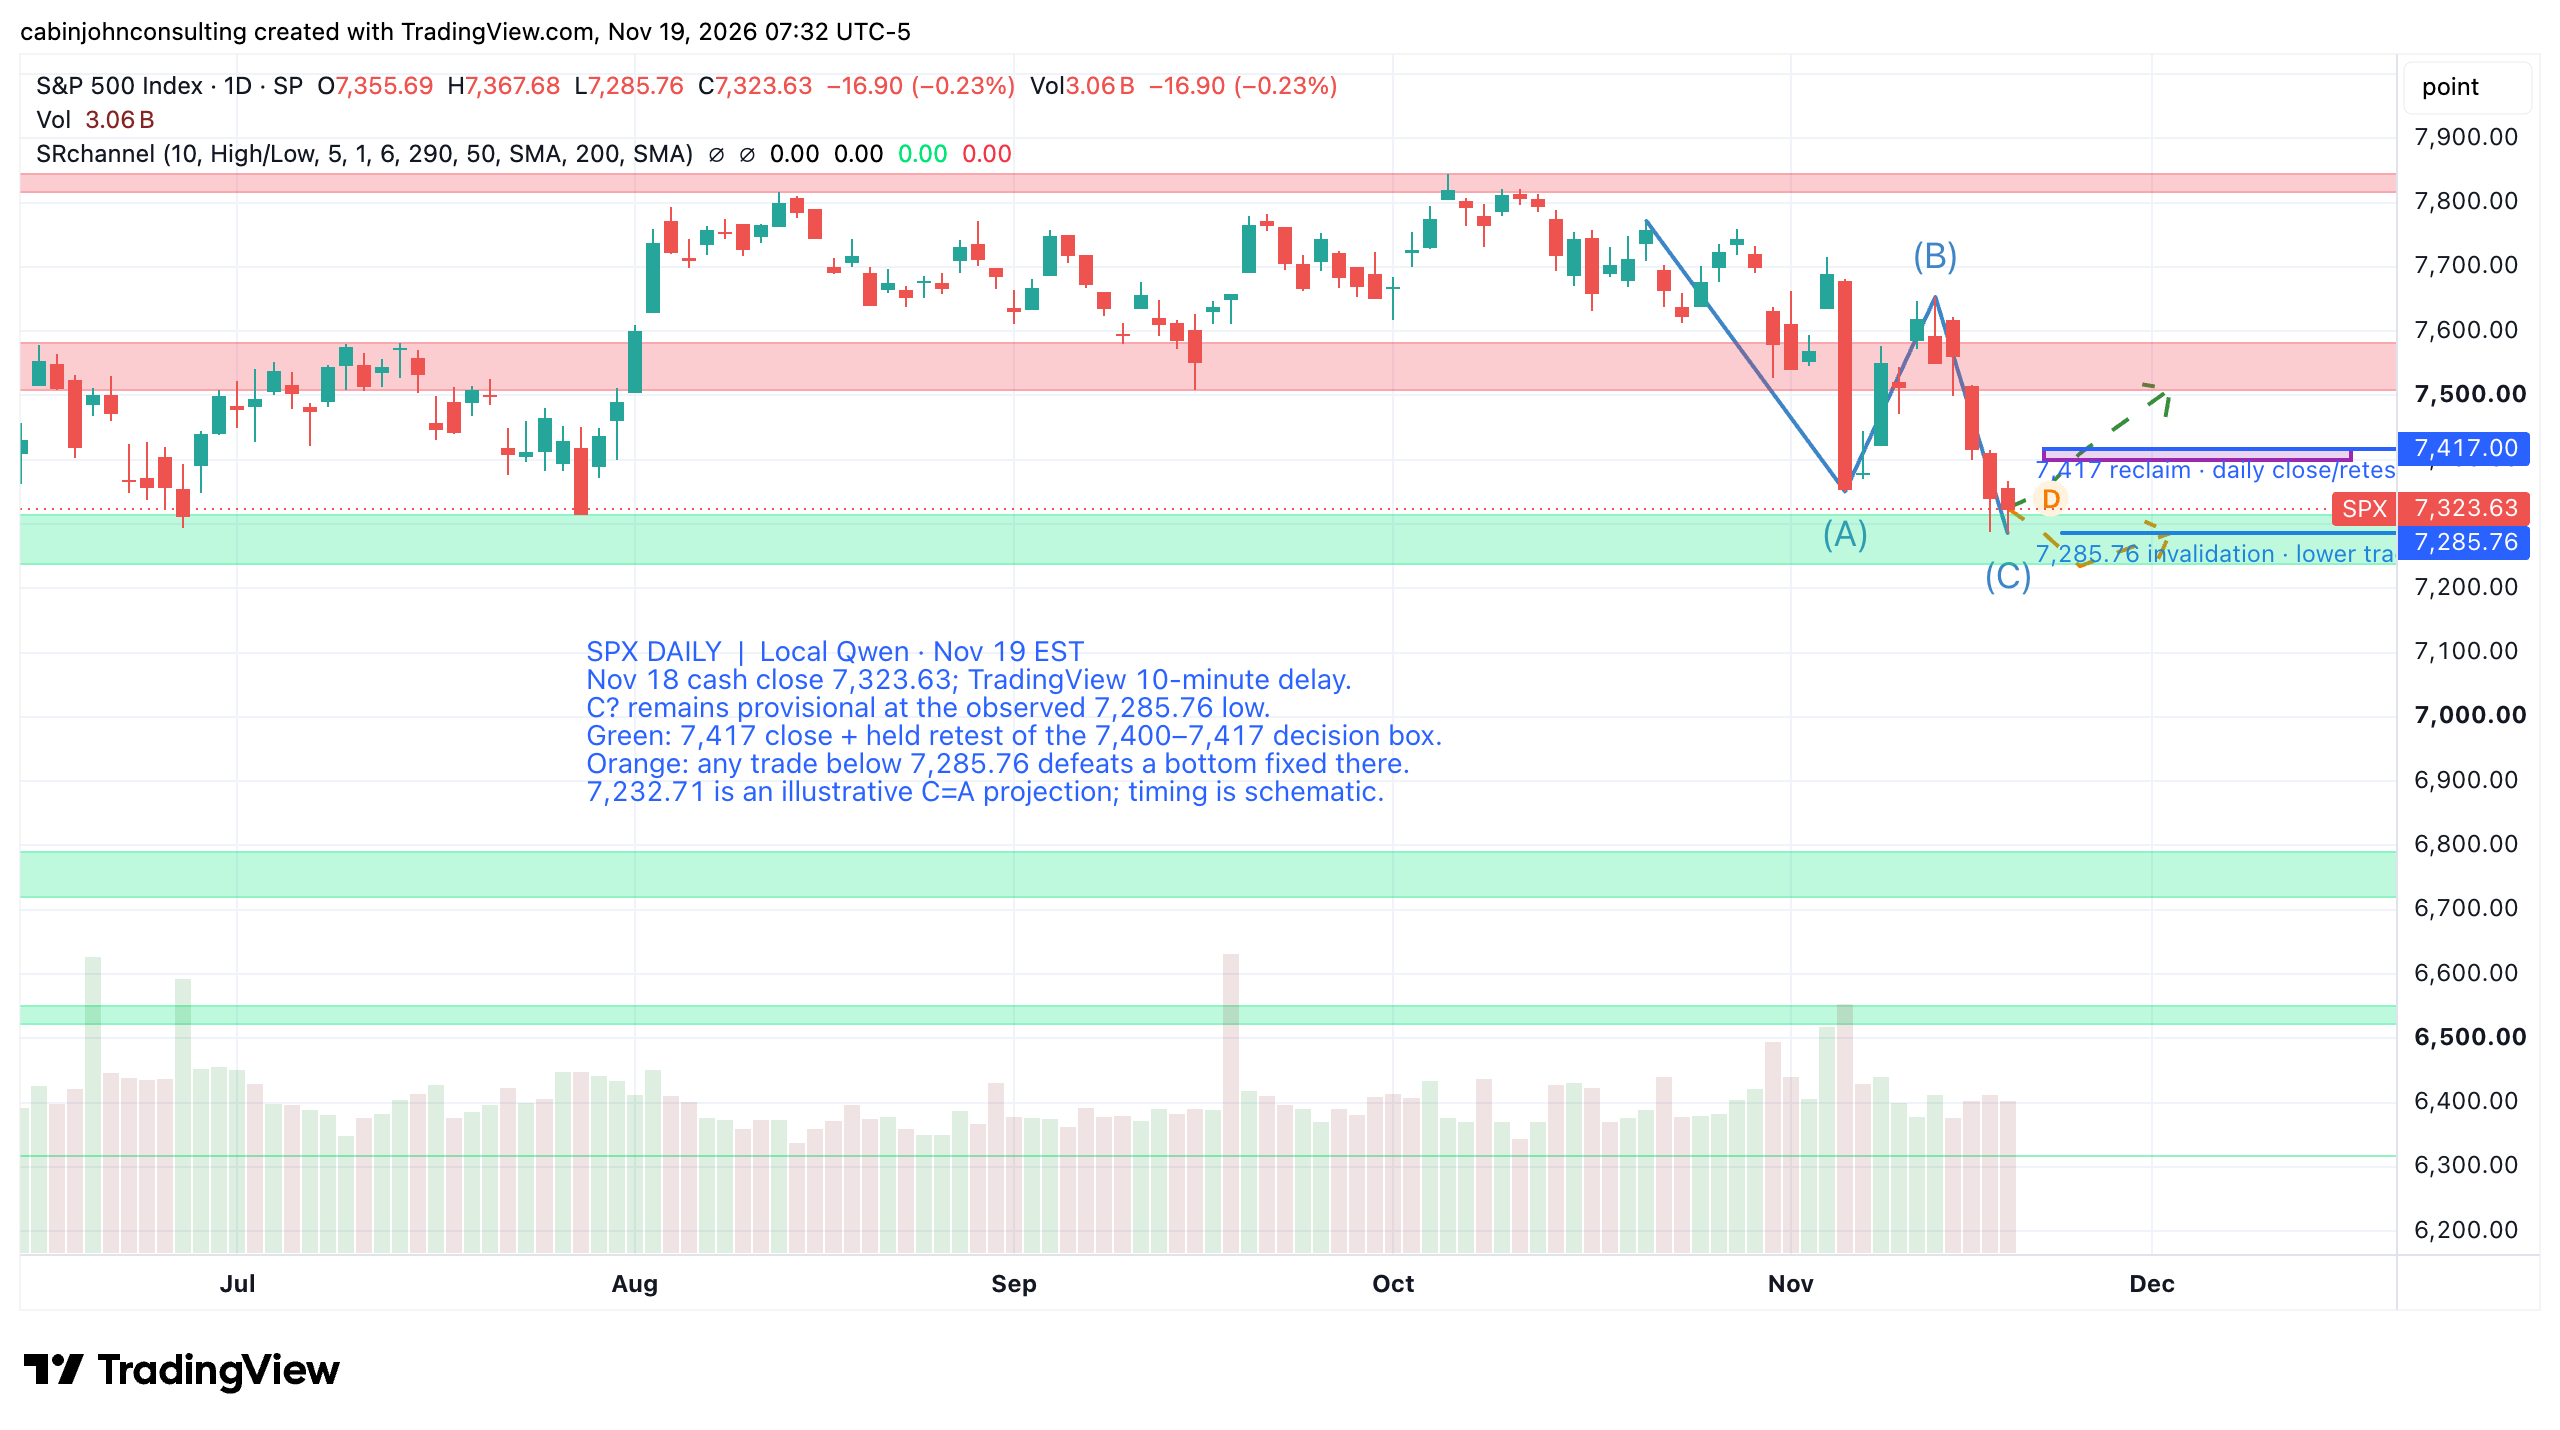 cabinjohnconsulting created with TradingView.com, Nov 19, 2026 07:32 UTC-5
S&P 500 Index · 1D · SP O7,355.69 H7,367.68 L7,285.76 C7,323.63 −16.90 (−0.23%) Vol3.06 B −16.90 (−0.23%)
Vol 3.06 B
SRchannel (10, High/Low, 5, 1, 6, 290, 50, SMA, 200, SMA) ∅ ∅ 0.00 0.00 0.00 0.00
point
7,900.00
7,800.00
(B)
7,700.00
7,600.00
7,500.00
7,417.00
7,417 reclaim · daily close/retes
D
SPX 7,323.63
(A)
7,285.76
7,285.76 invalidation · lower tra
(C)
7,200.00
SPX DAILY | Local Qwen · Nov 19 EST
Nov 18 cash close 7,323.63; TradingView 10-minute delay.
C? remains provisional at the observed 7,285.76 low.
Green: 7,417 close + held retest of the 7,400–7,417 decision box.
Orange: any trade below 7,285.76 defeats a bottom fixed there.
7,232.71 is an illustrative C=A projection; timing is schematic.
7,100.00
7,000.00
6,900.00
6,800.00
6,700.00
6,600.00
6,500.00
6,400.00
6,300.00
6,200.00
Jul Aug Sep Oct Nov Dec
TradingView